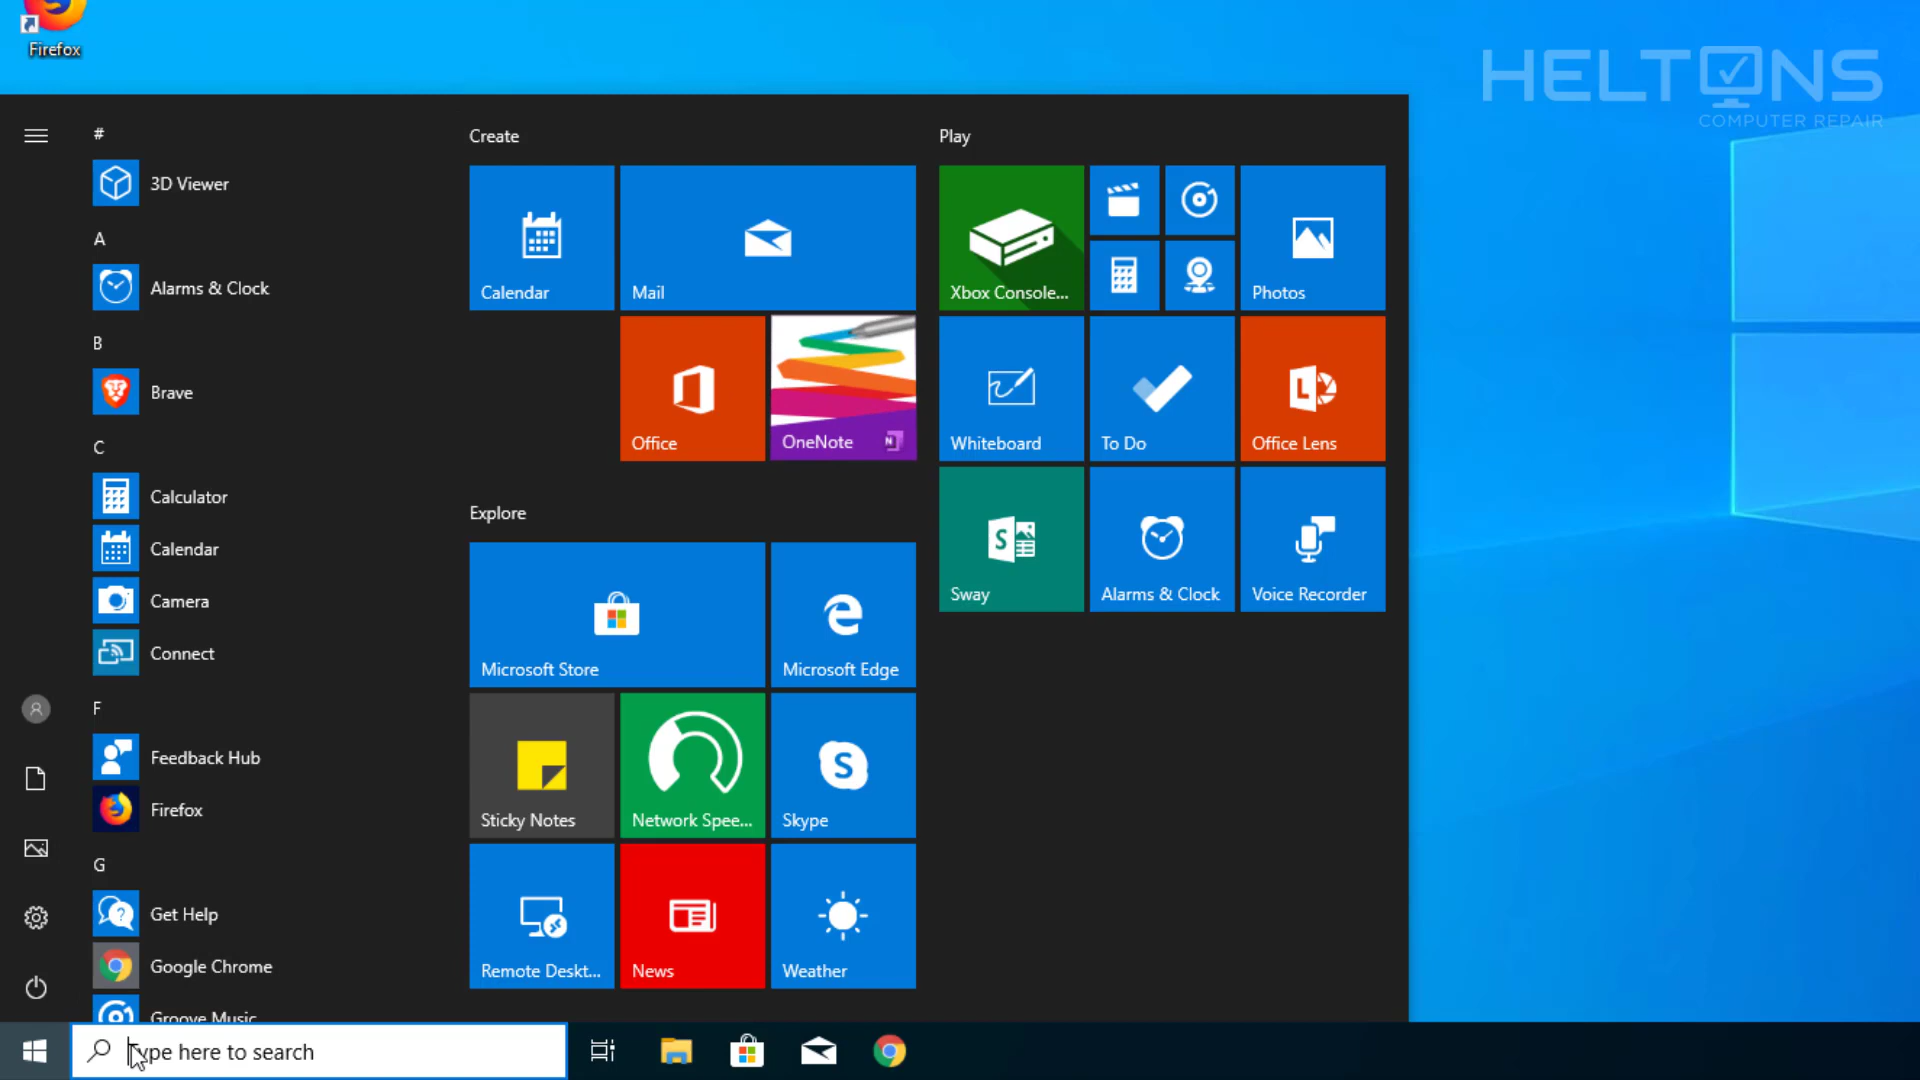 Firefox
HELTONS
COMPUTER REPAIR
#
3D Viewer
A
Alarms & Clock
B
Brave
C
Calculator
Calendar
Camera
Connect
F
Feedback Hub
Firefox
G
Get Help
Google Chrome
Groove Music
Create
Calendar
Mail
Office
OneNote
N
Explore
Microsoft Store
Microsoft Edge
Sticky Notes
Network Spee...
Skype
Remote Deskt...
News
Weather
Play
Xbox Console...
Photos
Whiteboard
To Do
Office Lens
Sway
Alarms & Clock
Voice Recorder
Type here to search